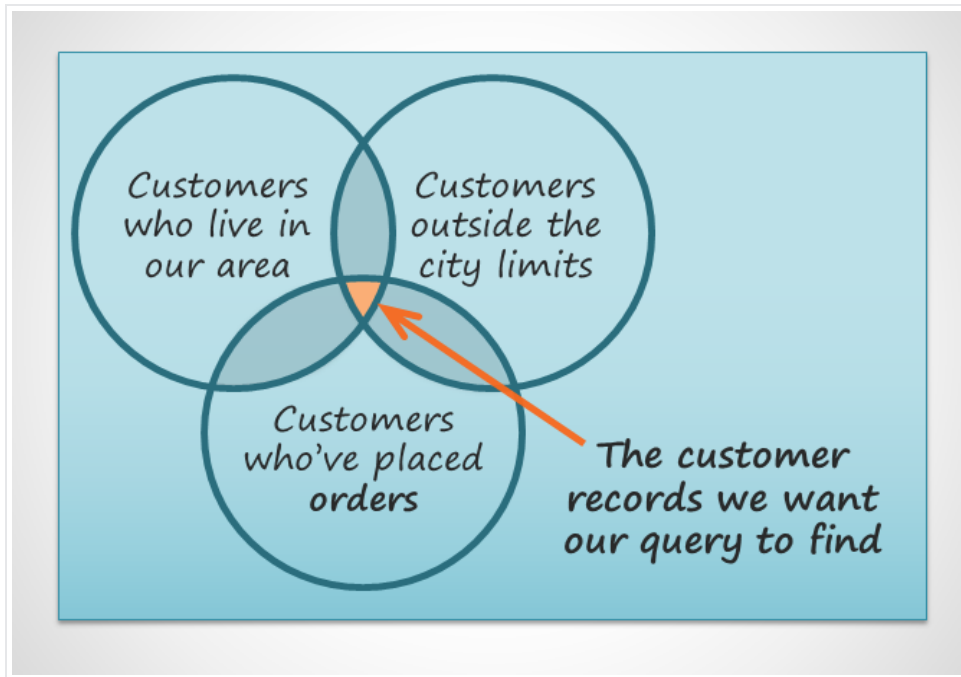 Customers
who live in
our area
Customers
outside the
city limits
Customers
who've placed
orders
The customer
records we want
our query to find